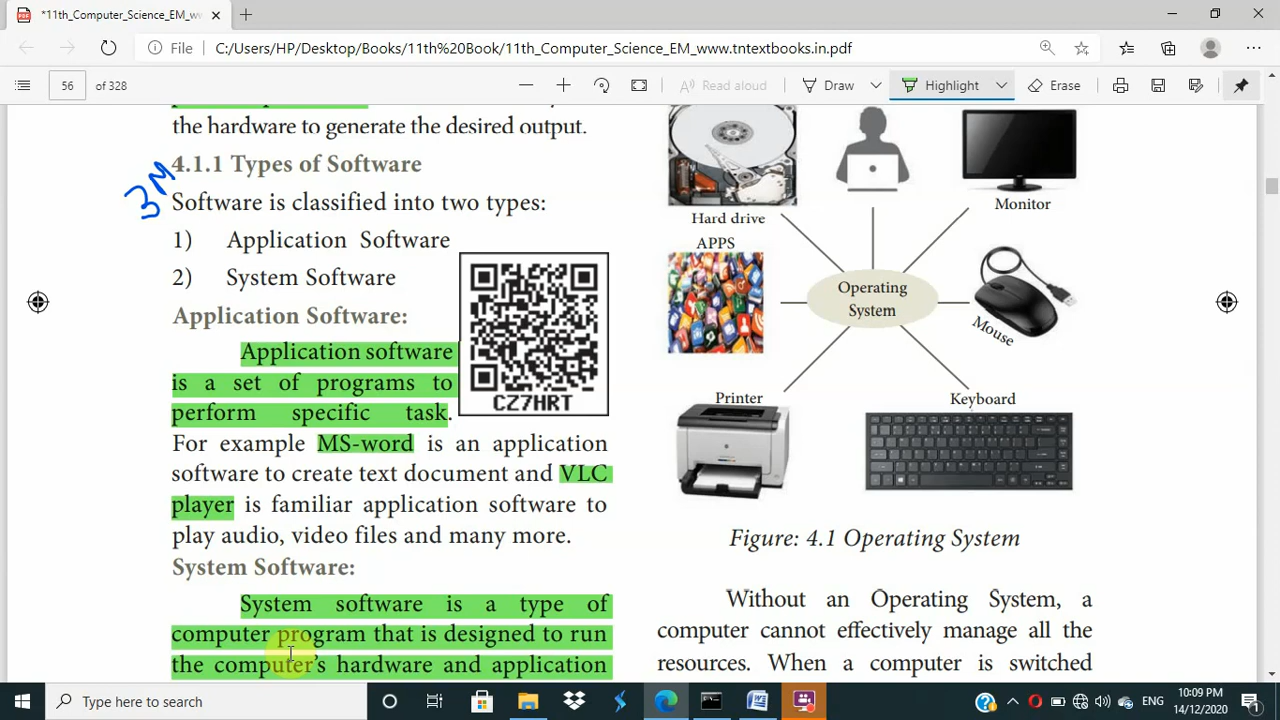 *11th_Computer_Science_EM_ww
File
C:/Users/HP/Desktop/Books/11th%20Book/11th_Computer_Science_EM_www.tntextbooks.in.pdf
56 of 328
Read aloud
Draw
Highlight
Erase
the hardware to generate the desired output.
3M
4.1.1 Types of Software
Software is classified into two types:
1) Application Software
2) System Software
Application Software:
Application software
is a set of programs to
perform specific task.
CZ7HRT
For example MS-word is an application
software to create text document and VLC
player is familiar application software to
play audio, video files and many more.
System Software:
System software is a type of
computer program that is designed to run
the computer's hardware and application
Hard drive
Monitor
APPS
Operating
System
Mouse
Printer
Keyboard
Figure: 4.1 Operating System
Without an Operating System, a
computer cannot effectively manage all the
resources. When a computer is switched
Type here to search
ENG
10:09 PM
14/12/2020